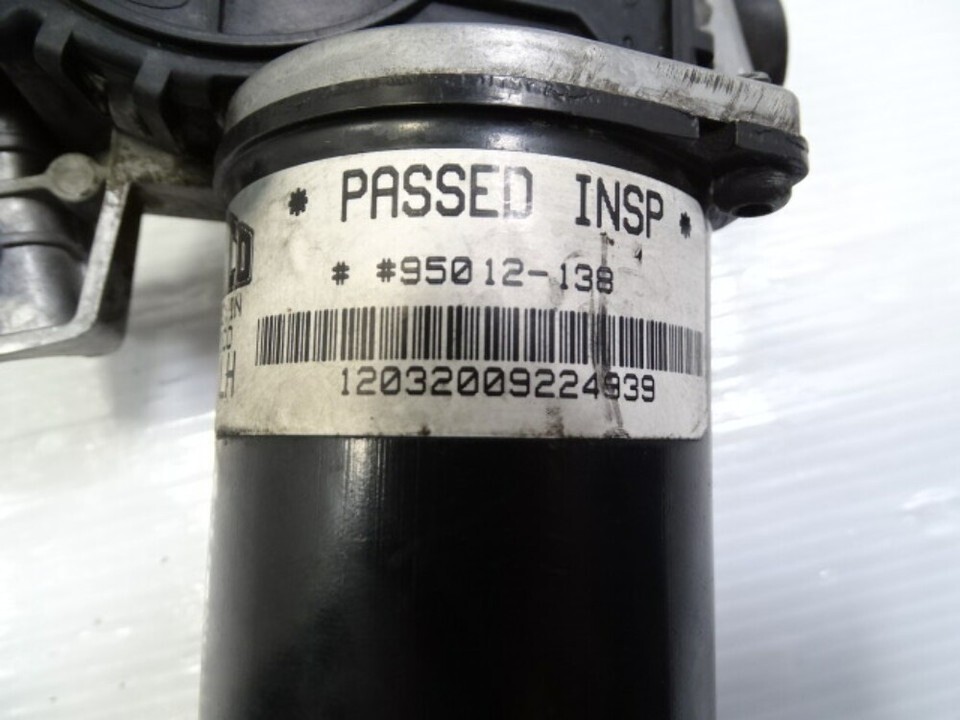 * PASSED INSP *
# #95012-138
12032009224939